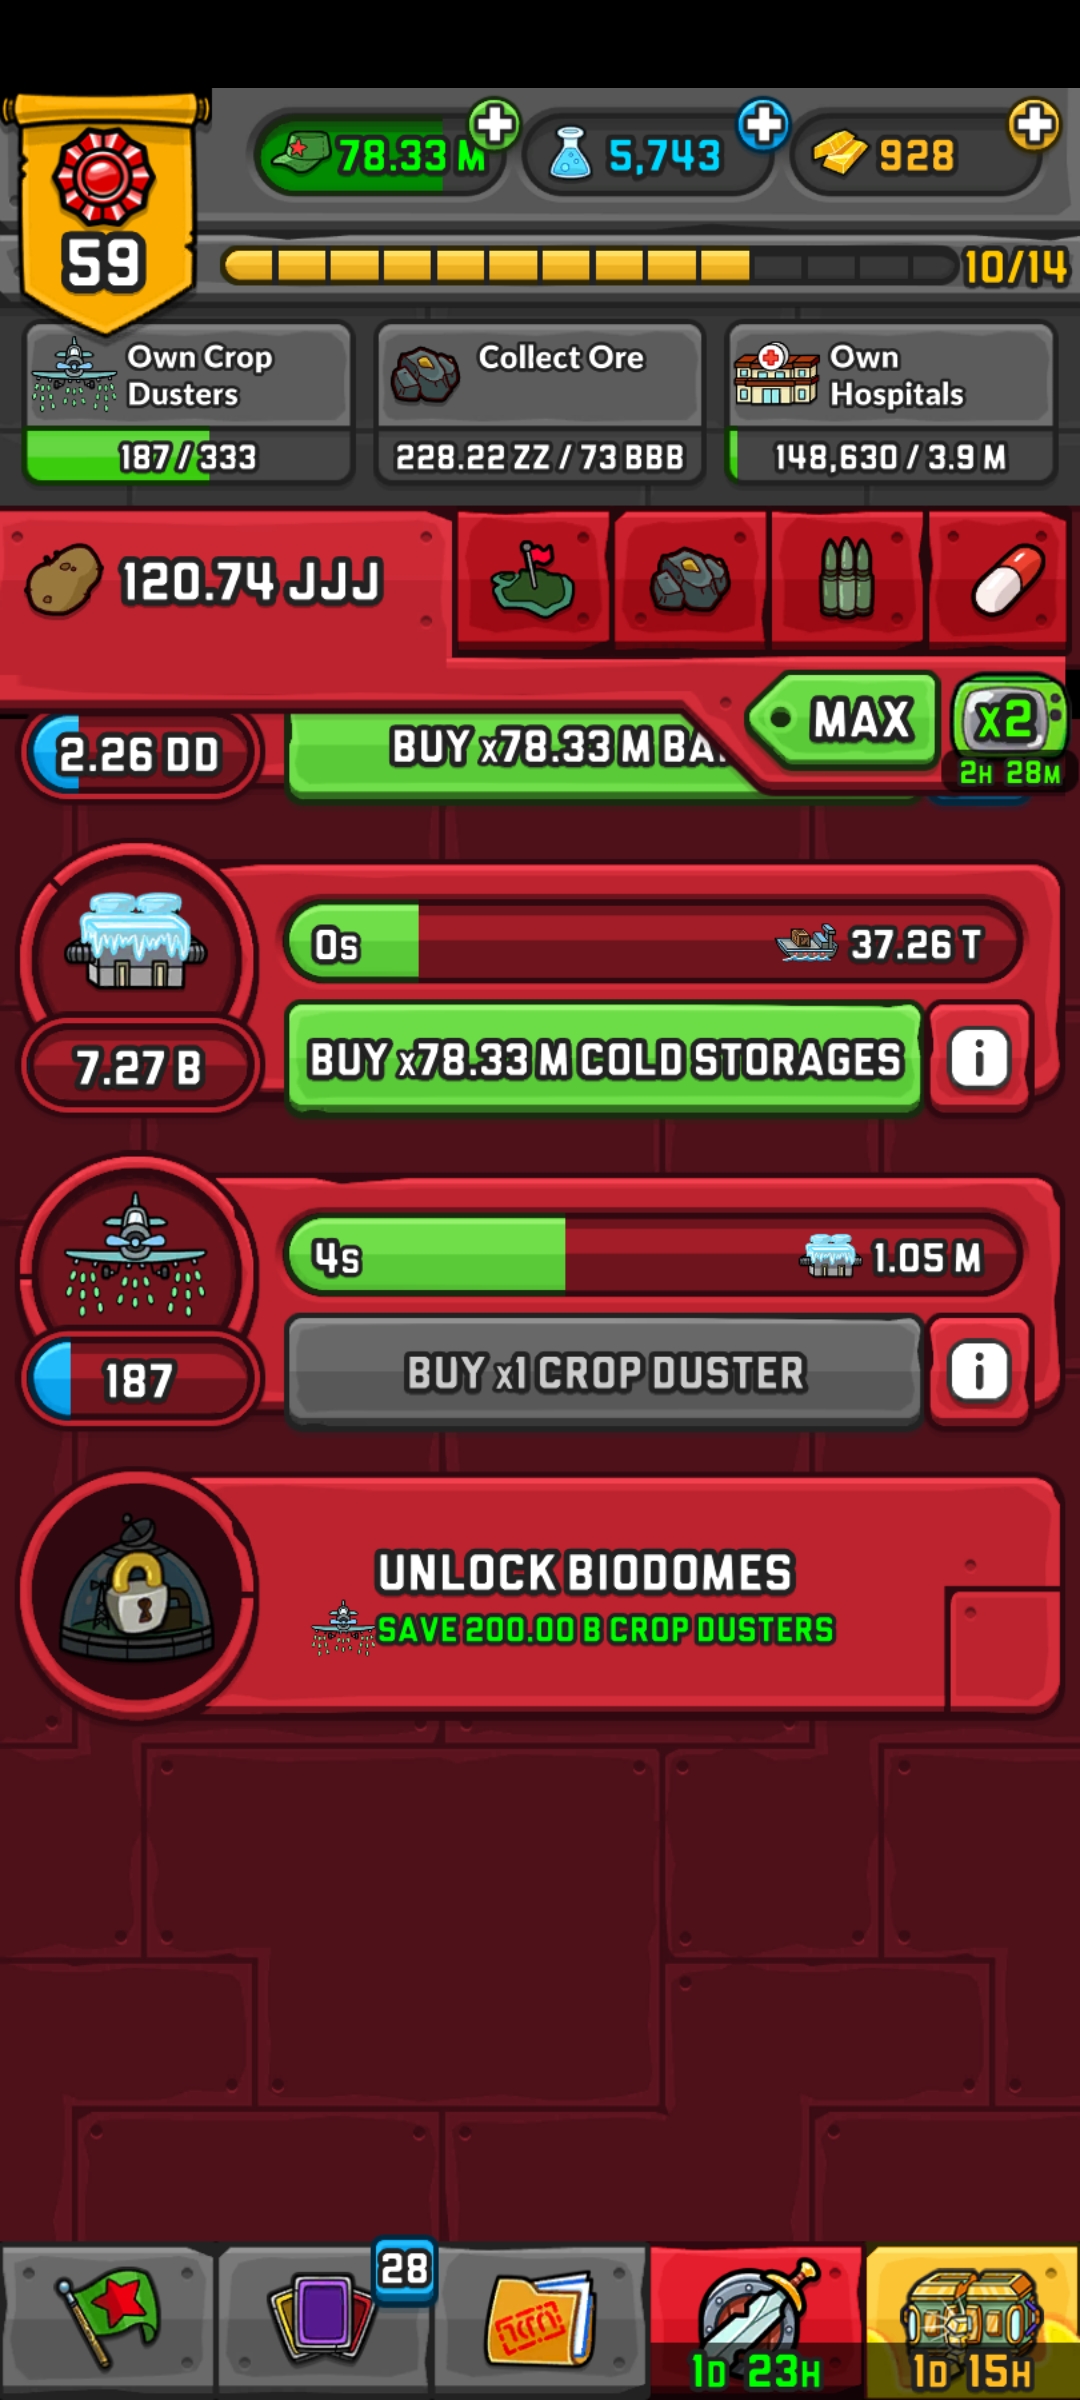 59
78.33 M
5,743
928
10/14
Own Crop
Dusters
187 / 333
Collect Ore
228.22 ZZ / 73 BBB
Own
Hospitals
148,630 / 3.9 M
120.74 JJJ
MAX
x2
2H 28M
2.26 DD
BUY x78.33 M BA
0s
37.26 T
7.27 B
BUY x78.33 M COLD STORAGES
i
4s
1.05 M
187
BUY x1 CROP DUSTER
i
UNLOCK BIODOMES
SAVE 200.00 B CROP DUSTERS
28
1D 23H
1D 15H